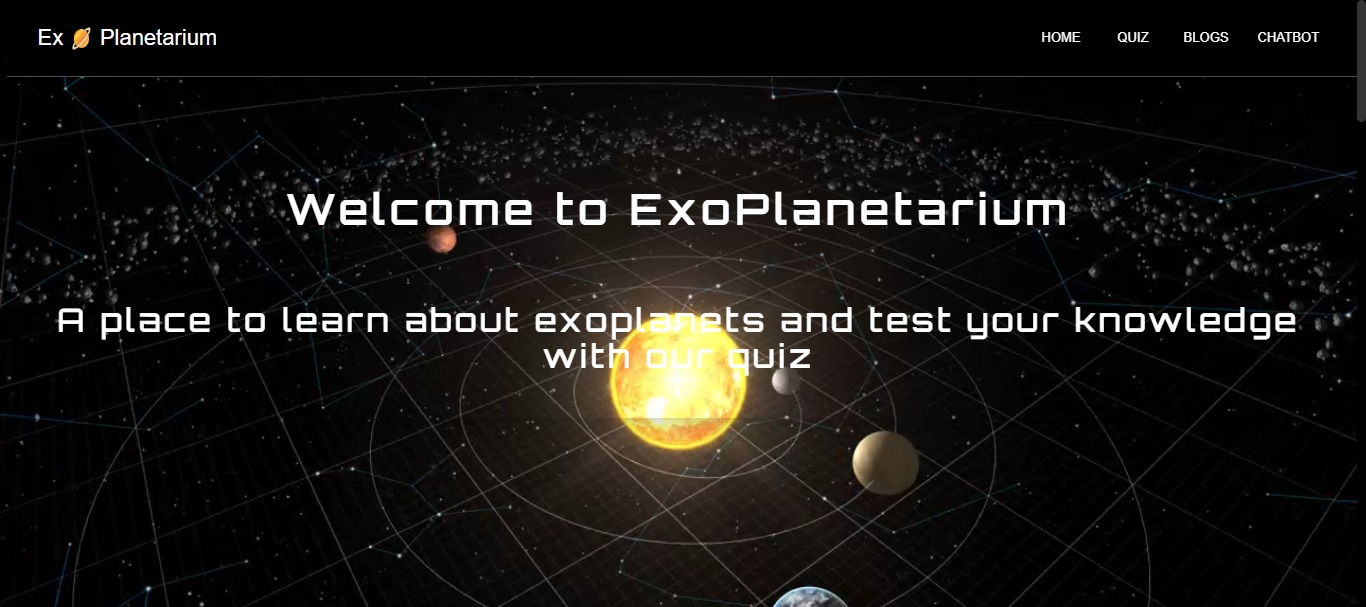 Ex 🪐 Planetarium
HOME QUIZ BLOGS CHATBOT
Welcome to ExoPlanetarium
A place to learn about exoplanets and test your knowledge
with our quiz